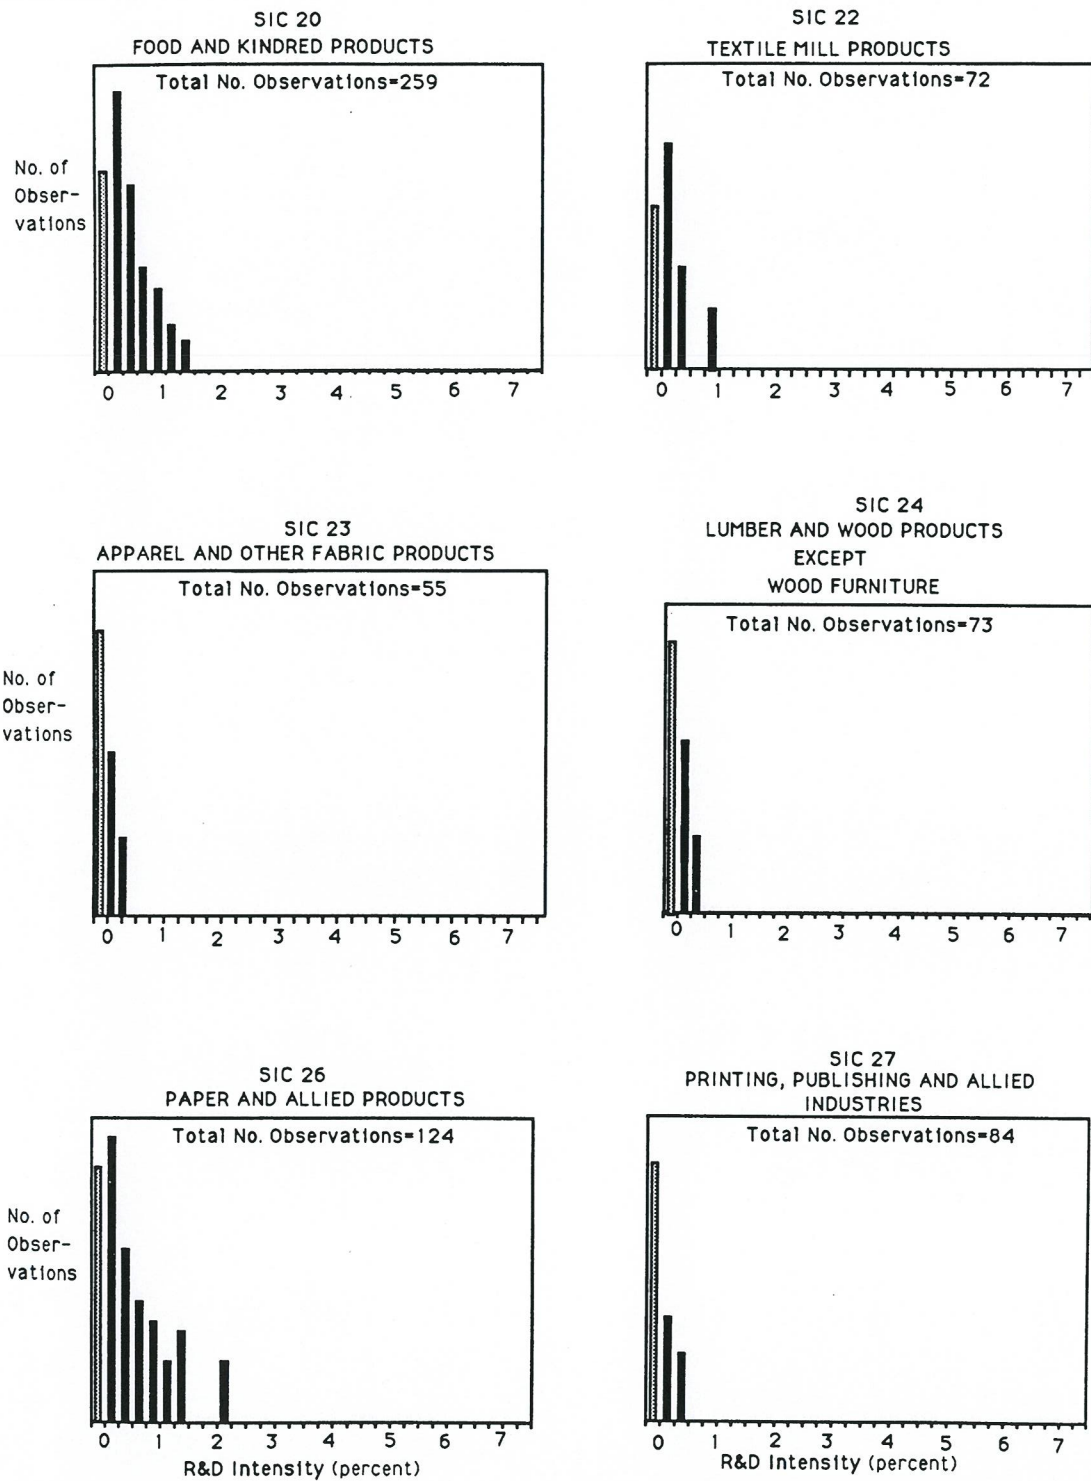 SIC 20
FOOD AND KINDRED PRODUCTS
Total No. Observations=259
No. of
Obser-
vations
0 1 2 3 4 5 6 7
SIC 22
TEXTILE MILL PRODUCTS
Total No. Observations=72
0 1 2 3 4 5 6 7
SIC 23
APPAREL AND OTHER FABRIC PRODUCTS
Total No. Observations=55
No. of
Obser-
vations
0 1 2 3 4 5 6 7
SIC 24
LUMBER AND WOOD PRODUCTS
EXCEPT
WOOD FURNITURE
Total No. Observations=73
0 1 2 3 4 5 6 7
SIC 26
PAPER AND ALLIED PRODUCTS
Total No. Observations=124
No. of
Obser-
vations
0 1 2 3 4 5 6 7
R&D Intensity (percent)
SIC 27
PRINTING, PUBLISHING AND ALLIED
INDUSTRIES
Total No. Observations=84
0 1 2 3 4 5 6 7
R&D Intensity (percent)